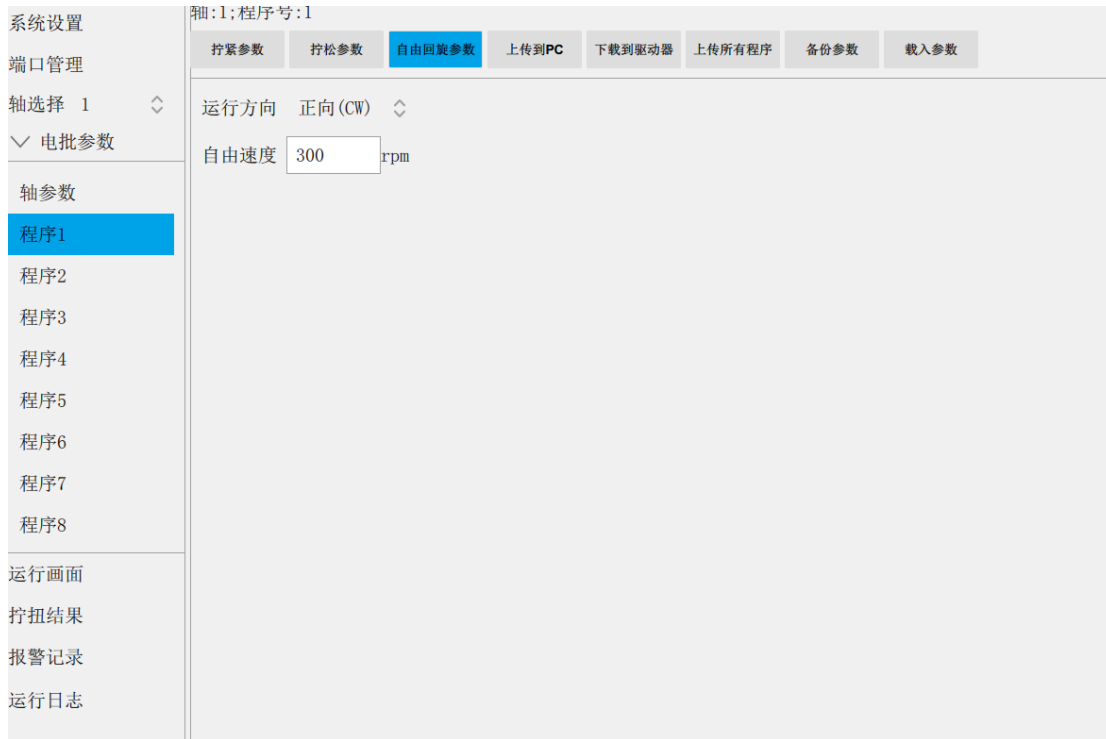 系统设置
端口管理
轴选择 1
电批参数
轴参数
程序1
程序2
程序3
程序4
程序5
程序6
程序7
程序8
运行画面
拧扭结果
报警记录
运行日志
轴:1;程序号:1
拧紧参数 拧松参数 自由回旋参数 上传到PC 下载到驱动器 上传所有程序 备份参数 载入参数
运行方向 正向(CW)
自由速度 300 rpm